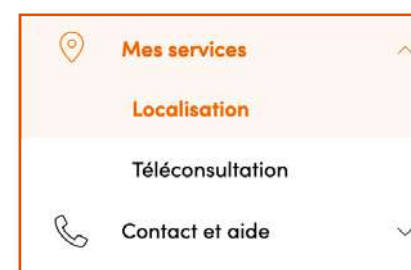 Mes services
Localisation
Téléconsultation
Contact et aide